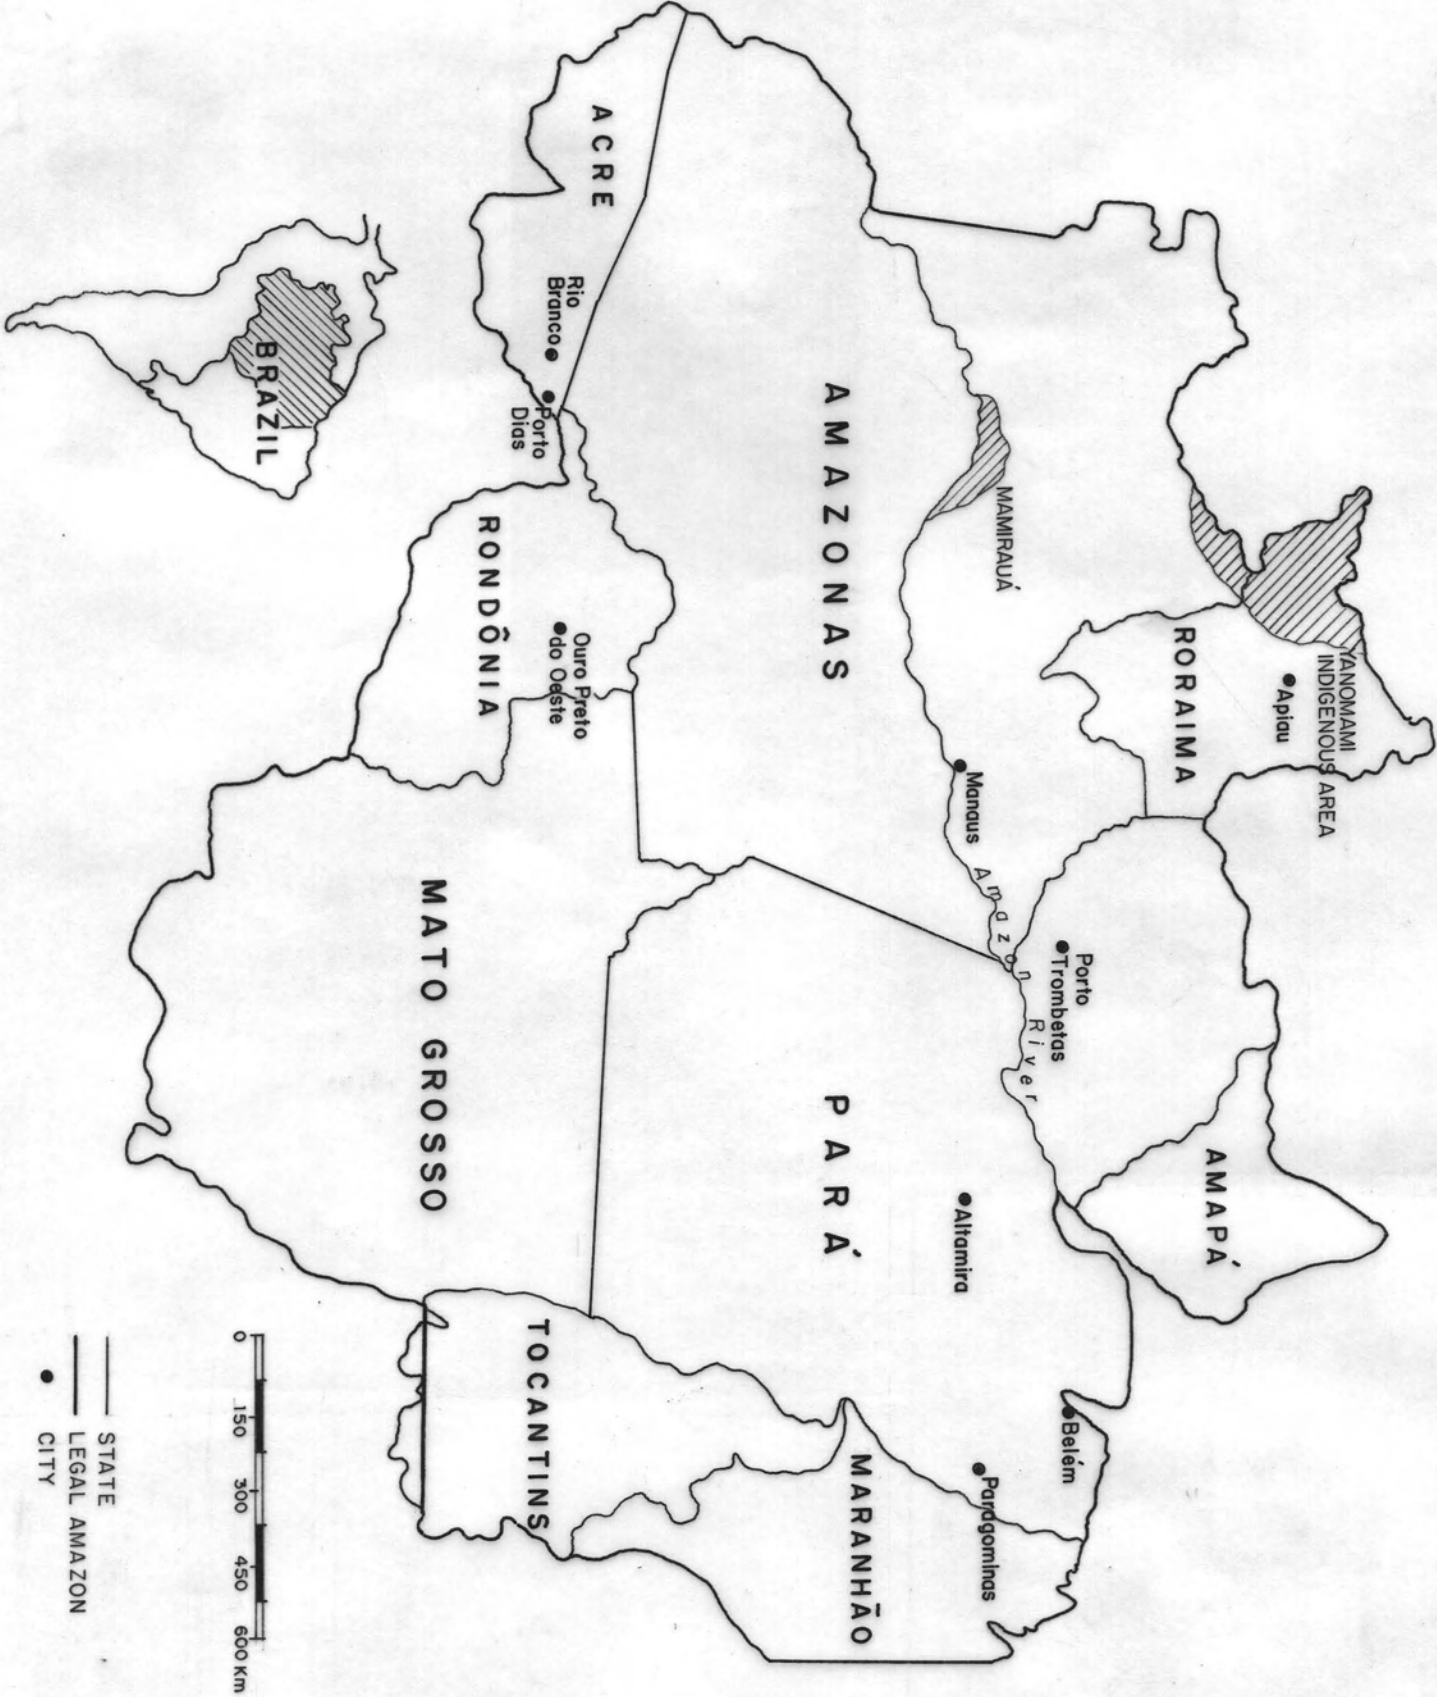 YANOMAMI
INDIGENOUS AREA
Apiau
RORAIMA
AMAPÁ
MAMIRAUÁ
Porto
Trombetas
Amazon River
Manaus
Belém
Altamira
Paragominas
AMAZONAS
PARÁ
MARANHÃO
ACRE
Rio
Branco
Porto
Dias
Ouro Preto
do Oeste
RONDÔNIA
MATO GROSSO
TOCANTINS
BRAZIL
0 150 300 450 600 Km
STATE
LEGAL AMAZON
CITY